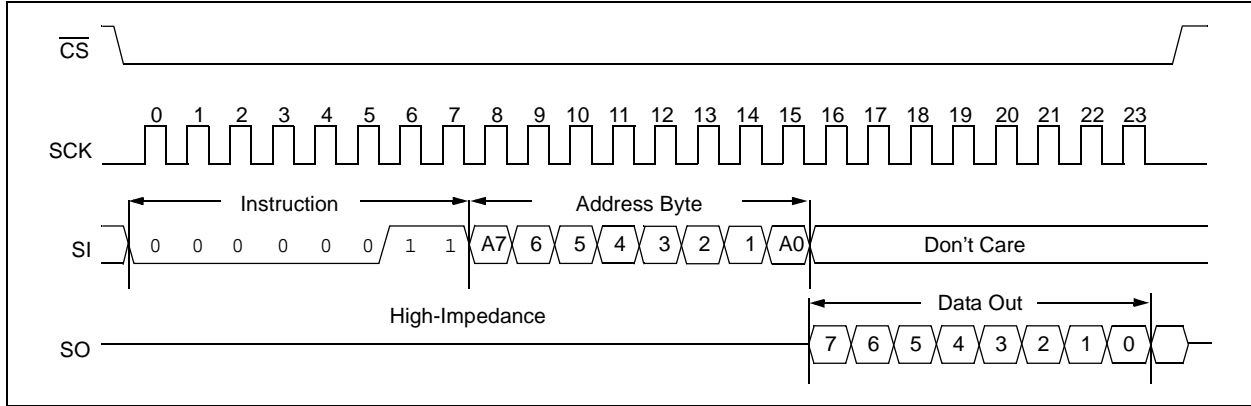 CS
0 1 2 3 4 5 6 7 8 9 10 11 12 13 14 15 16 17 18 19 20 21 22 23
SCK
Instruction Address Byte
SI 0 0 0 0 0 0 1 1 A7 6 5 4 3 2 1 A0 Don't Care
High-Impedance Data Out
SO 7 6 5 4 3 2 1 0